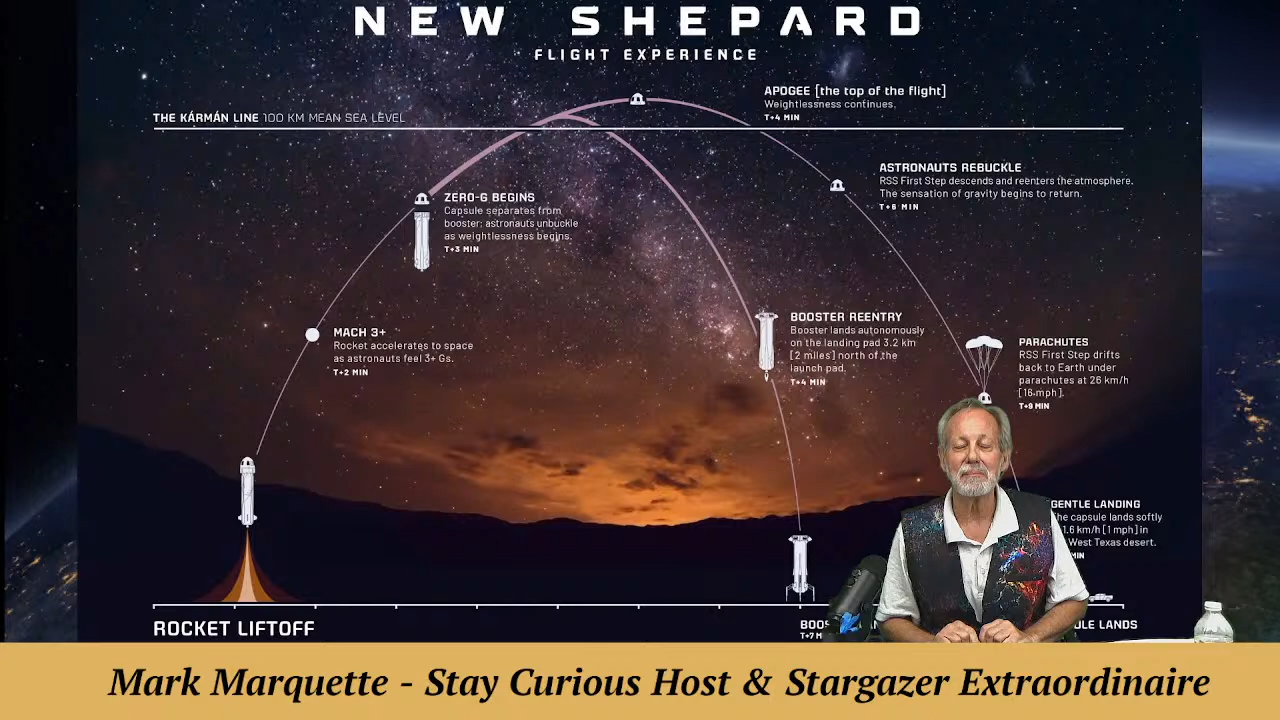 NEW SHEPARD
FLIGHT EXPERIENCE
APOGEE [the top of the flight]
Weightlessness continues.
T+4 MIN
THE KÁRMÁN LINE 100 KM MEAN SEA LEVEL
ASTRONAUTS REBUCKLE
RSS First Step descends and reenters the atmosphere.
The sensation of gravity begins to return.
T+6 MIN
ZERO-G BEGINS
Capsule separates from
booster; astronauts unbuckle
as weightlessness begins.
T+3 MIN
MACH 3+
Rocket accelerates to space
as astronauts feel 3+ Gs.
T+2 MIN
BOOSTER REENTRY
Booster lands autonomously
on the landing pad 3.2 km
[2 miles] north of the
launch pad.
T+4 MIN
PARACHUTES
RSS First Step drifts
back to Earth under
parachutes at 26 km/h
[16 mph].
T+9 MIN
GENTLE LANDING
he capsule lands softly
1.6 km/h [1 mph] in
West Texas desert.
MIN
ROCKET LIFTOFF
BOOS
T+7 M
ULE LANDS
Mark Marquette - Stay Curious Host & Stargazer Extraordinaire